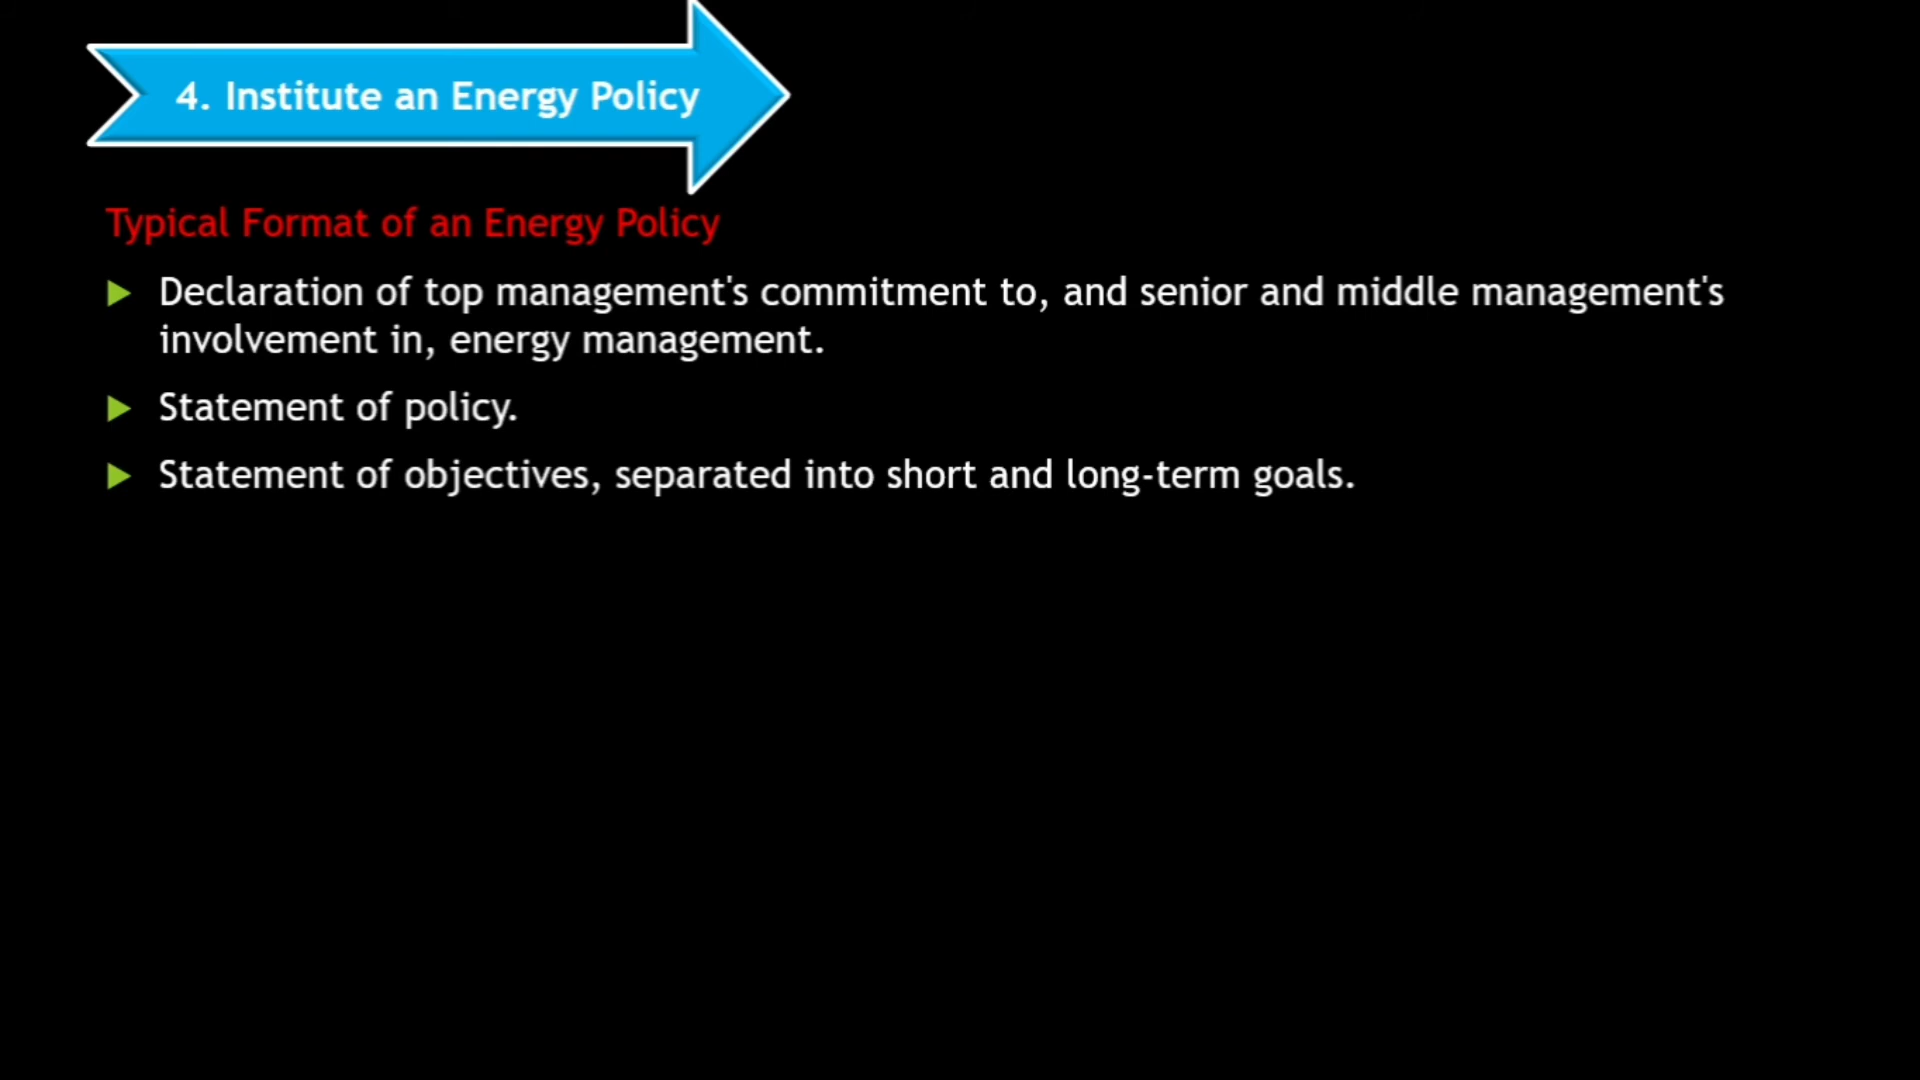 4. Institute an Energy Policy
Typical Format of an Energy Policy
Declaration of top management's commitment to, and senior and middle management's
involvement in, energy management.
Statement of policy.
Statement of objectives, separated into short and long-term goals.